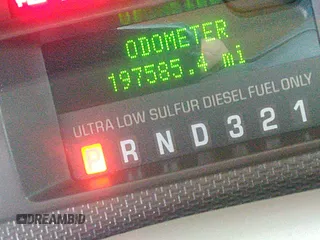 ODOMETER
197585.4 mi
ULTRA LOW SULFUR DIESEL FUEL ONLY
P R N D 3 2 1
DREAMBID